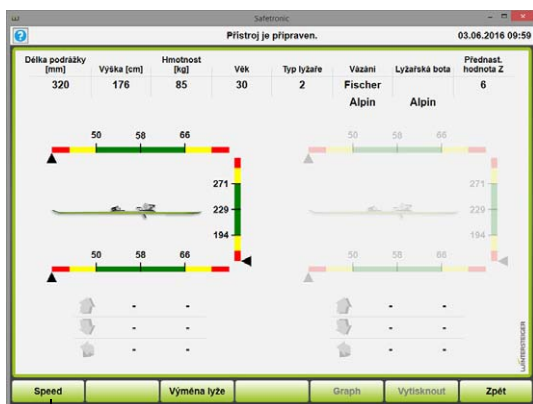 Safetronic
Přístroj je připraven.
03.06.2016 09:59
Délka podrážky [mm]
Výška [cm]
Hmotnost [kg]
Věk
Typ lyžaře
Vázání
Lyžařská bota
Přednast. hodnota Z
320
176
85
30
2
Fischer
6
Alpin
Alpin
50 58 66
50 58 66
271
229
194
271
229
194
50 58 66
50 58 66
- -
- -
- -
- -
- -
- -
WINTERSTEIGER
Speed
Výměna lyže
Graph
Vytisknout
Zpět